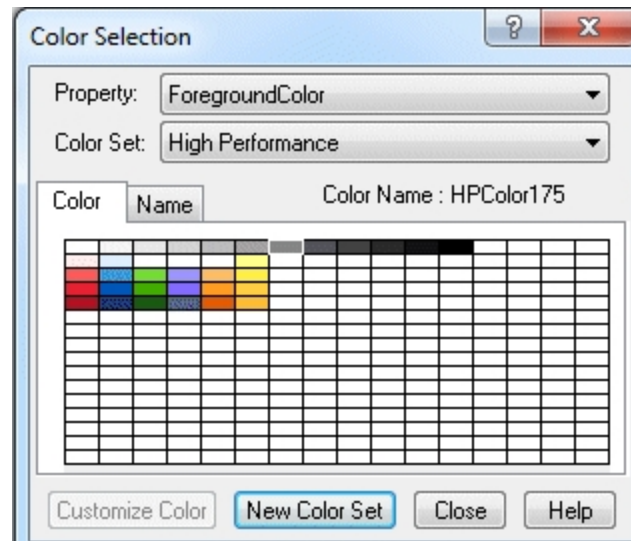 Color Selection
?
X
Property: ForegroundColor
Color Set: High Performance
Color Name Color Name : HPColor175
Customize Color New Color Set Close Help